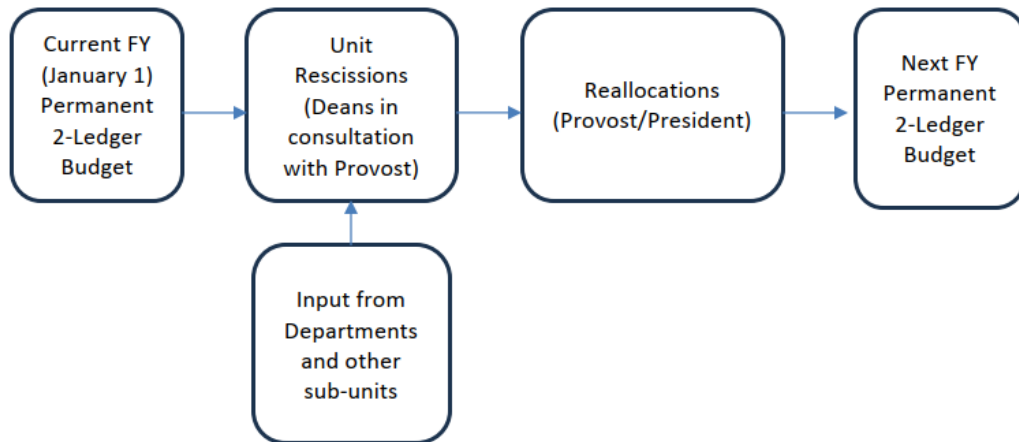 Current FY
(January 1)
Permanent
2-Ledger
Budget
Unit
Rescissions
(Deans in
consultation
with Provost)
Reallocations
(Provost/President)
Next FY
Permanent
2-Ledger
Budget
Input from
Departments
and other
sub-units